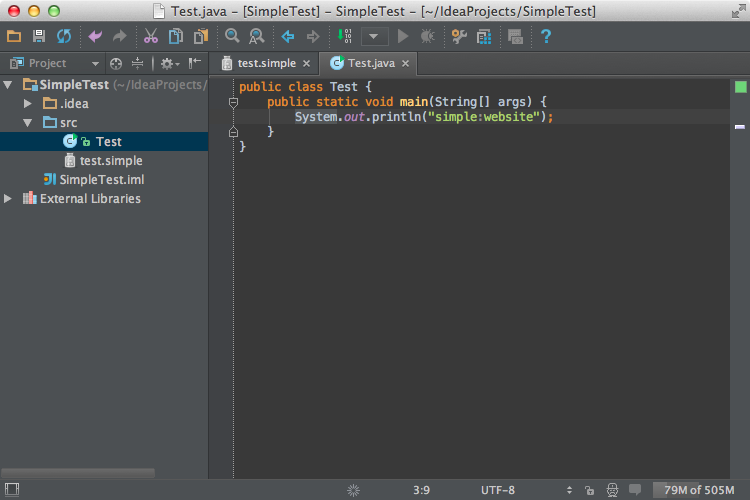 Test.java – [SimpleTest] – SimpleTest – [~/IdeaProjects/SimpleTest]
Project
test.simple
Test.java
SimpleTest (~/IdeaProjects/
.idea
src
Test
test.simple
SimpleTest.iml
External Libraries
public class Test {
public static void main(String[] args) {
System.out.println("simple:website");
}
}
3:9
UTF-8
79M of 505M